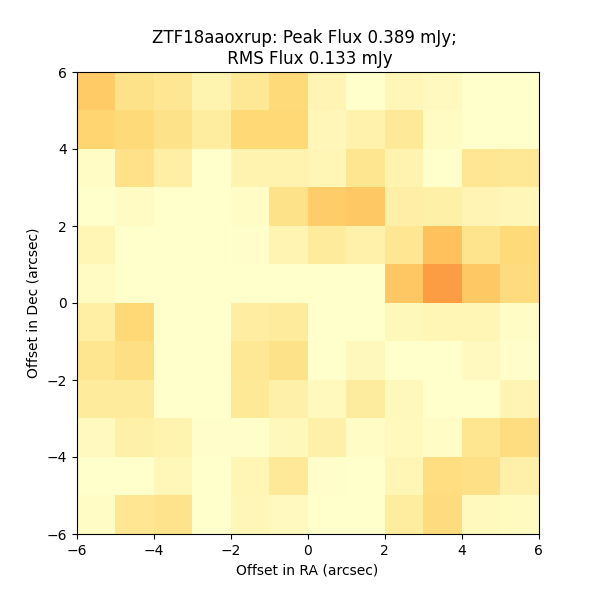 ZTF18aaoxrup: Peak Flux 0.389 mJy;
RMS Flux 0.133 mJy
6
4
2
0
−2
−4
−6
Offset in Dec (arcsec)
−6 −4 −2 0 2 4 6
Offset in RA (arcsec)